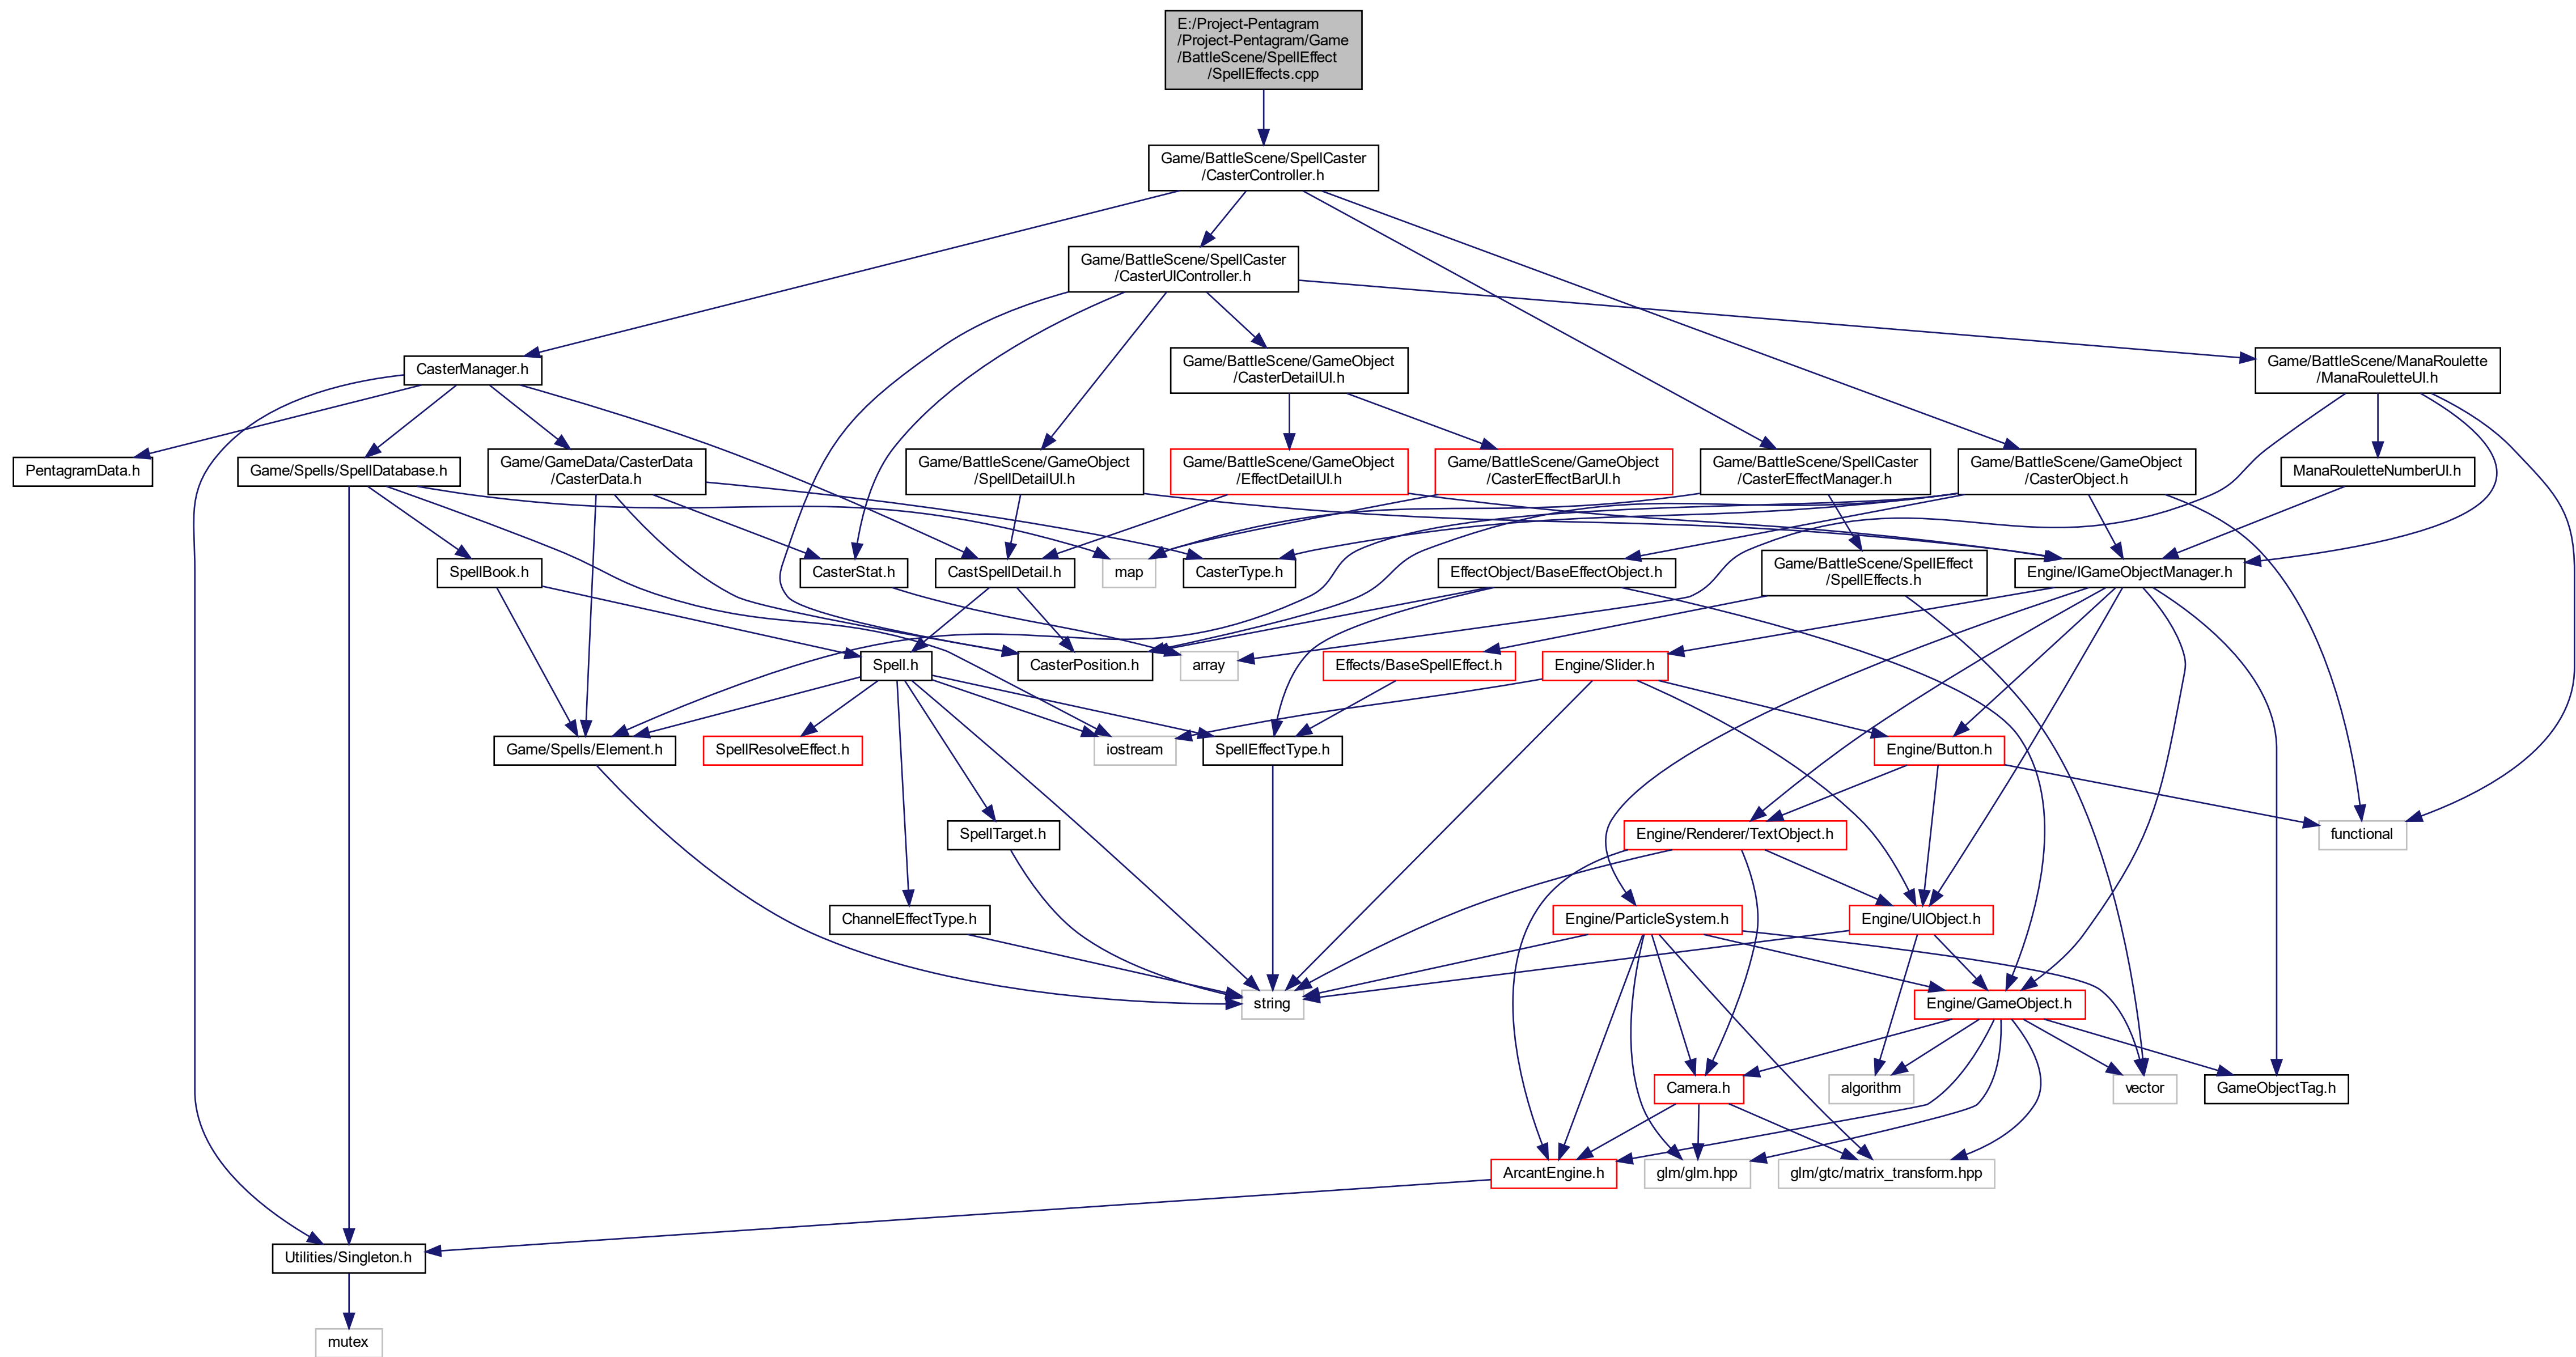 E:/Project-Pentagram
/Project-Pentagram/Game
/BattleScene/SpellEffect
/SpellEffects.cpp
Game/BattleScene/SpellCaster
/CasterController.h
Game/BattleScene/SpellCaster
/CasterUIController.h
CasterManager.h
Game/BattleScene/GameObject
/CasterDetailUI.h
Game/BattleScene/ManaRoulette
/ManaRouletteUI.h
PentagramData.h
Game/Spells/SpellDatabase.h
Game/GameData/CasterData
/CasterData.h
Game/BattleScene/GameObject
/SpellDetailUI.h
Game/BattleScene/GameObject
/EffectDetailUI.h
Game/BattleScene/GameObject
/CasterEffectBarUI.h
Game/BattleScene/SpellCaster
/CasterEffectManager.h
Game/BattleScene/GameObject
/CasterObject.h
ManaRouletteNumberUI.h
SpellBook.h
CasterStat.h
CastSpellDetail.h
map
CasterType.h
EffectObject/BaseEffectObject.h
Game/BattleScene/SpellEffect
/SpellEffects.h
Engine/IGameObjectManager.h
Spell.h
CasterPosition.h
array
Effects/BaseSpellEffect.h
Engine/Slider.h
Game/Spells/Element.h
SpellResolveEffect.h
iostream
SpellEffectType.h
Engine/Button.h
SpellTarget.h
Engine/Renderer/TextObject.h
functional
ChannelEffectType.h
Engine/ParticleSystem.h
Engine/UIObject.h
string
Engine/GameObject.h
Camera.h
algorithm
vector
GameObjectTag.h
ArcantEngine.h
glm/glm.hpp
glm/gtc/matrix_transform.hpp
Utilities/Singleton.h
mutex